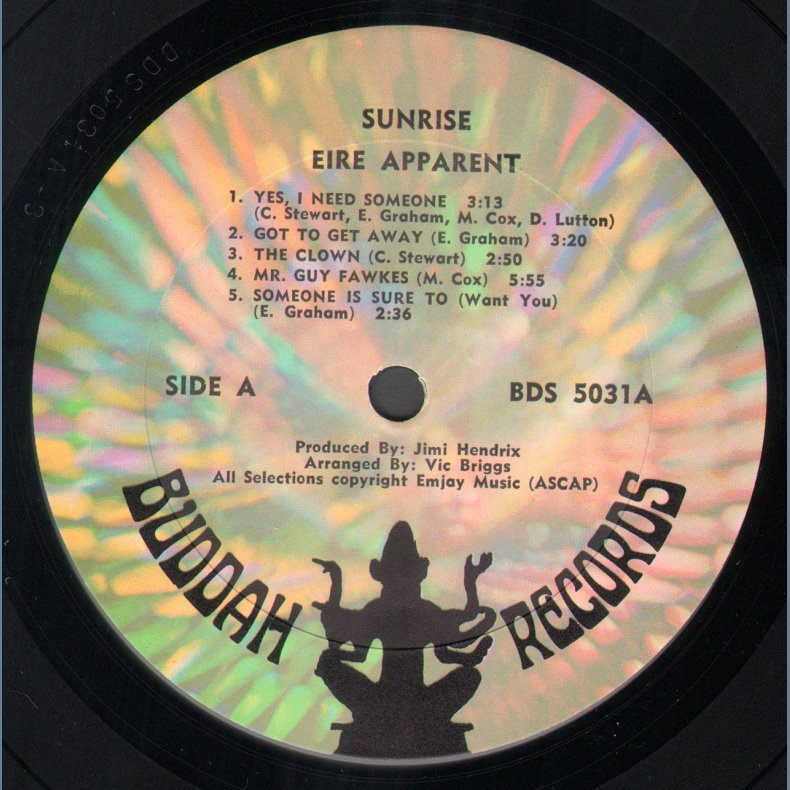 SUNRISE
EIRE APPARENT
1. YES, I NEED SOMEONE 3:13
(C. Stewart, E. Graham, M. Cox, D. Lutton)
2. GOT TO GET AWAY (E. Graham) 3:20
3. THE CLOWN (C. Stewart) 2:50
4. MR. GUY FAWKES (M. Cox) 5:55
5. SOMEONE IS SURE TO (Want You)
(E. Graham) 2:36
SIDE A
BDS 5031A
Produced By: Jimi Hendrix
Arranged By: Vic Briggs
All Selections copyright Emjay Music (ASCAP)
BUDDAH RECORDS